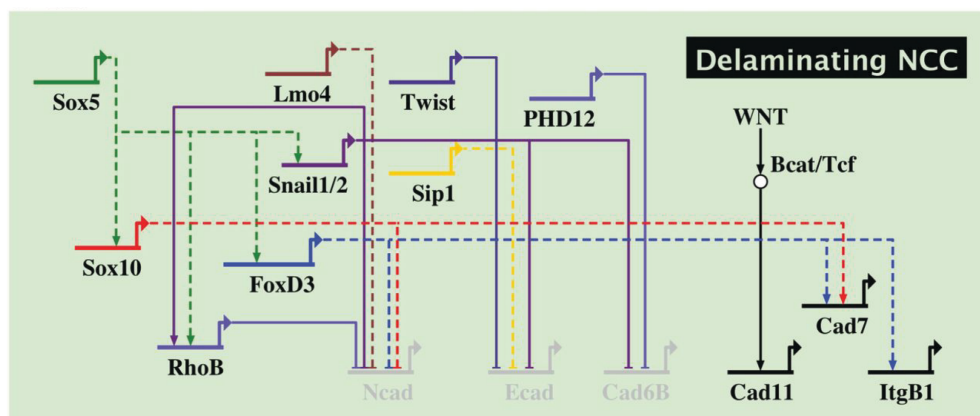 Delaminating NCC
Sox5
Lmo4
Twist
PHD12
WNT
Bcat/Tcf
Snail1/2
Sip1
Sox10
FoxD3
Cad7
RhoB
Ncad
Ecad
Cad6B
Cad11
ItgB1